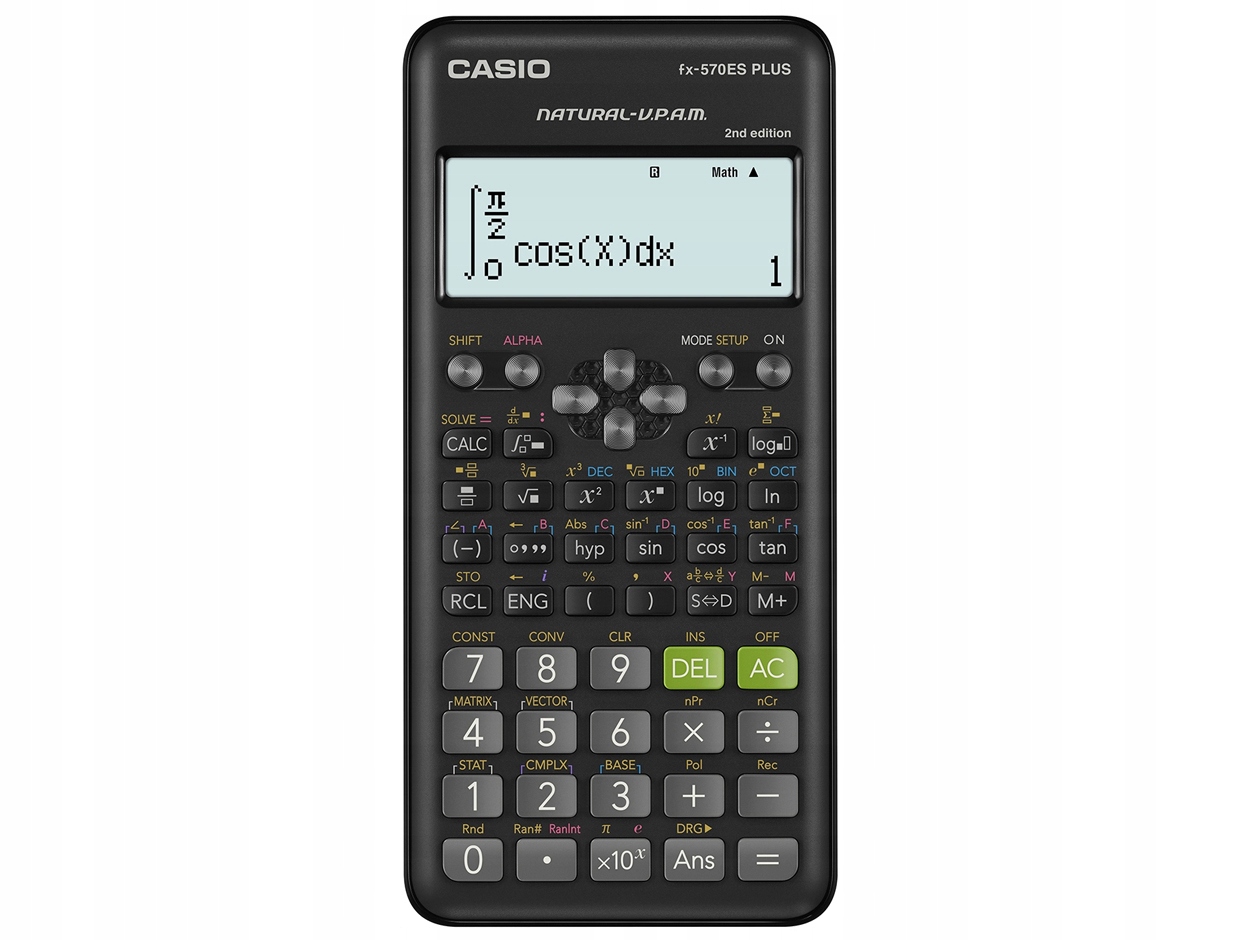 CASIO fx-570ES PLUS
NATURAL-V.P.A.M.
2nd edition
R Math ▲
∫ π/2 0 cos(X)dx
1
SHIFT ALPHA MODE SETUP ON
SOLVE = d/dx■ : x! Σ■
CALC ∫■ x⁻¹ log■□
■ ³√■ x³ DEC ■√□ HEX 10■ BIN e■ OCT
√■ x² x■ log ln
∠ A ← B Abs C sin⁻¹ D cos⁻¹ E tan⁻¹ F
(−) °,,, hyp sin cos tan
STO ← i % , X a b/c⇔d/c Y M− M
RCL ENG ( ) S⇔D M+
CONST CONV CLR INS OFF
7 8 9 DEL AC
MATRIX VECTOR nPr nCr
4 5 6 × ÷
STAT CMPLX BASE Pol Rec
1 2 3 + −
Rnd Ran# RanInt π e DRG▶
0 • ×10ˣ Ans =